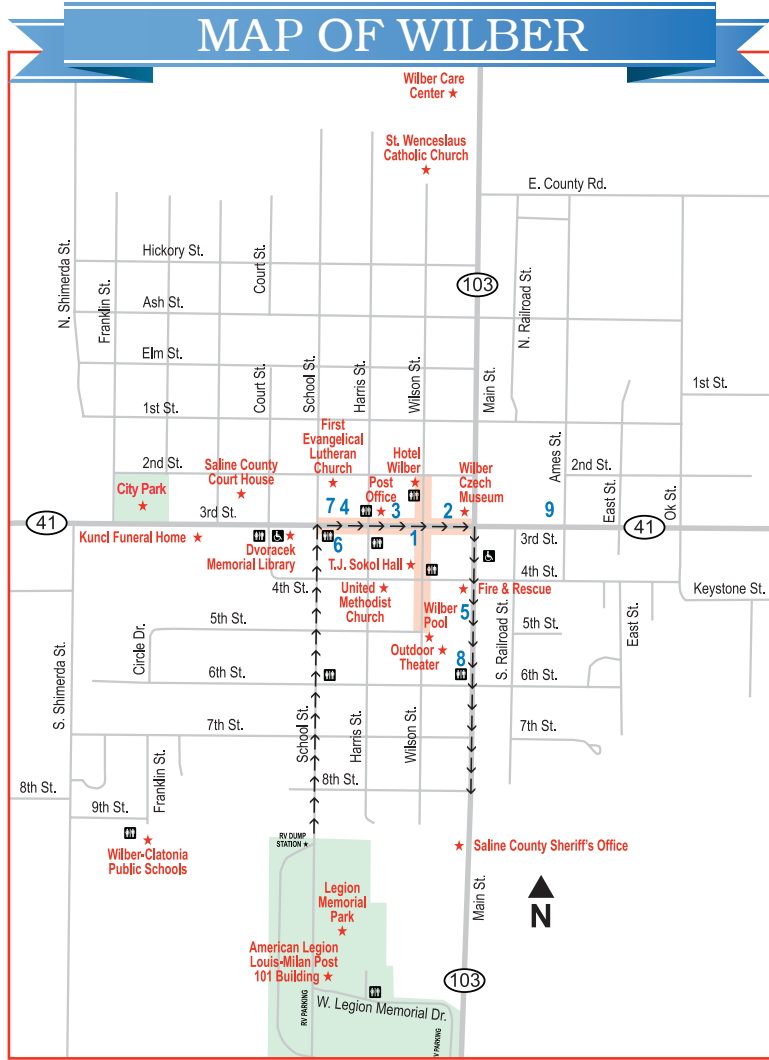 MAP OF WILBER
Wilber Care
Center
St. Wenceslaus
Catholic Church
E. County Rd.
N. Shimerda St.
Franklin St.
Hickory St.
Court St.
103
N. Railroad St.
Ash St.
Elm St.
Court St.
School St.
Harris St.
Wilson St.
Main St.
1st St.
1st St.
First
Evangelical
Lutheran
Church
Hotel
Wilber
Ames St.
2nd St.
Saline County
Court House
Post
Office
Wilber
Czech
Museum
2nd St.
East St.
Ok St.
City Park
3rd St.
7 4
3
2
9
41
41
Kuncl Funeral Home
Dvoracek
Memorial Library
6
1
3rd St.
T.J. Sokol Hall
4th St.
4th St.
United
Methodist
Church
Fire & Rescue
Keystone St.
Wilber
Pool
5
5th St.
5th St.
Circle Dr.
Outdoor
Theater
8
S. Railroad St.
East St.
6th St.
6th St.
S. Shimerda St.
7th St.
School St.
Harris St.
Wilson St.
7th St.
Franklin St.
8th St.
8th St.
9th St.
RV DUMP
STATION
Wilber-Clatonia
Public Schools
Saline County Sheriff's Office
Legion
Memorial
Park
Main St.
N
American Legion
Louis-Milan Post
101 Building
103
RV PARKING
W. Legion Memorial Dr.
RV PARKING